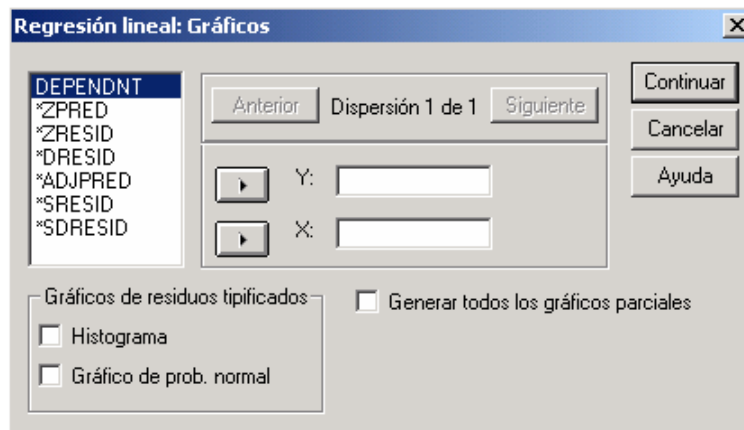 Regresión lineal: Gráficos
DEPENDNT
*ZPRED
*ZRESID
*DRESID
*ADJPRED
*SRESID
*SDRESID
Anterior Dispersión 1 de 1 Siguiente
Y:
X:
Continuar
Cancelar
Ayuda
Gráficos de residuos tipificados
Histograma
Gráfico de prob. normal
Generar todos los gráficos parciales